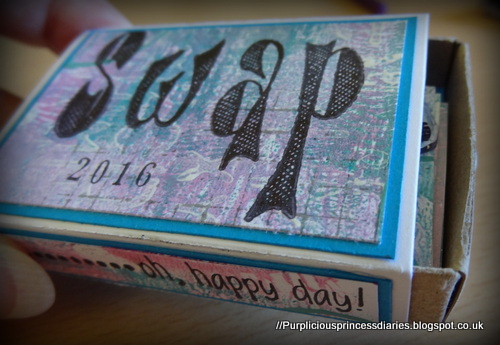 swap
2016
..........oh, happy day!
//Purpliciousprincessdiaries.blogspot.co.uk